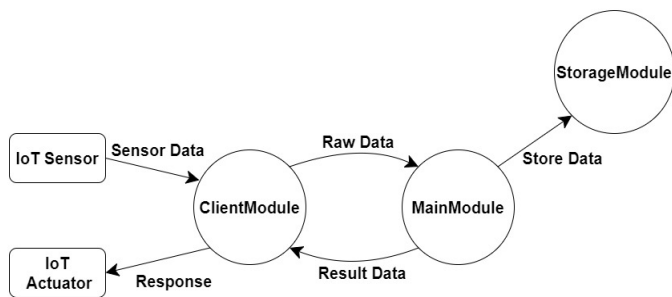 StorageModule
IoT Sensor
Sensor Data
Raw Data
Store Data
ClientModule
MainModule
IoT
Actuator
Response
Result Data